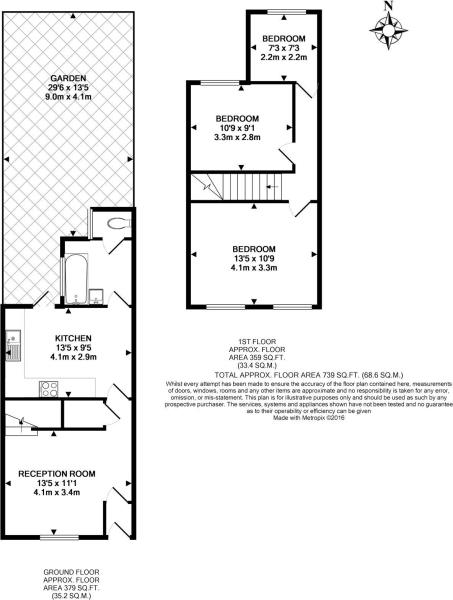 GARDEN
29'6 x 13'5
9.0m x 4.1m
KITCHEN
13'5 x 9'5
4.1m x 2.9m
RECEPTION ROOM
13'5 x 11'1
4.1m x 3.4m
GROUND FLOOR
APPROX. FLOOR
AREA 379 SQ.FT.
(35.2 SQ.M.)
N
BEDROOM
7'3 x 7'3
2.2m x 2.2m
BEDROOM
10'9 x 9'1
3.3m x 2.8m
BEDROOM
13'5 x 10'9
4.1m x 3.3m
1ST FLOOR
APPROX. FLOOR
AREA 359 SQ.FT.
(33.4 SQ.M.)
TOTAL APPROX. FLOOR AREA 739 SQ.FT. (68.6 SQ.M.)
Whilst every attempt has been made to ensure the accuracy of the floor plan contained here, measurements
of doors, windows, rooms and any other items are approximate and no responsibility is taken for any error,
omission, or mis-statement. This plan is for illustrative purposes only and should be used as such by any
prospective purchaser. The services, systems and appliances shown have not been tested and no guarantee
as to their operability or efficiency can be given
Made with Metropix ©2016